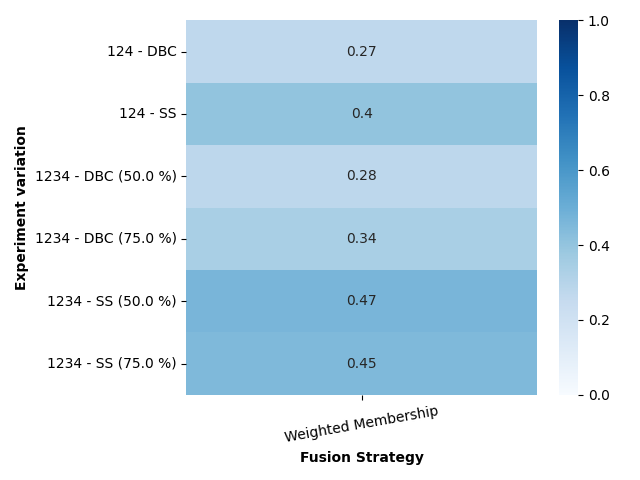 124 - DBC
0.27
124 - SS
0.4
1234 - DBC (50.0 %)
0.28
1234 - DBC (75.0 %)
0.34
1234 - SS (50.0 %)
0.47
1234 - SS (75.0 %)
0.45
Experiment variation
Weighted Membership
Fusion Strategy
1.0
0.8
0.6
0.4
0.2
0.0